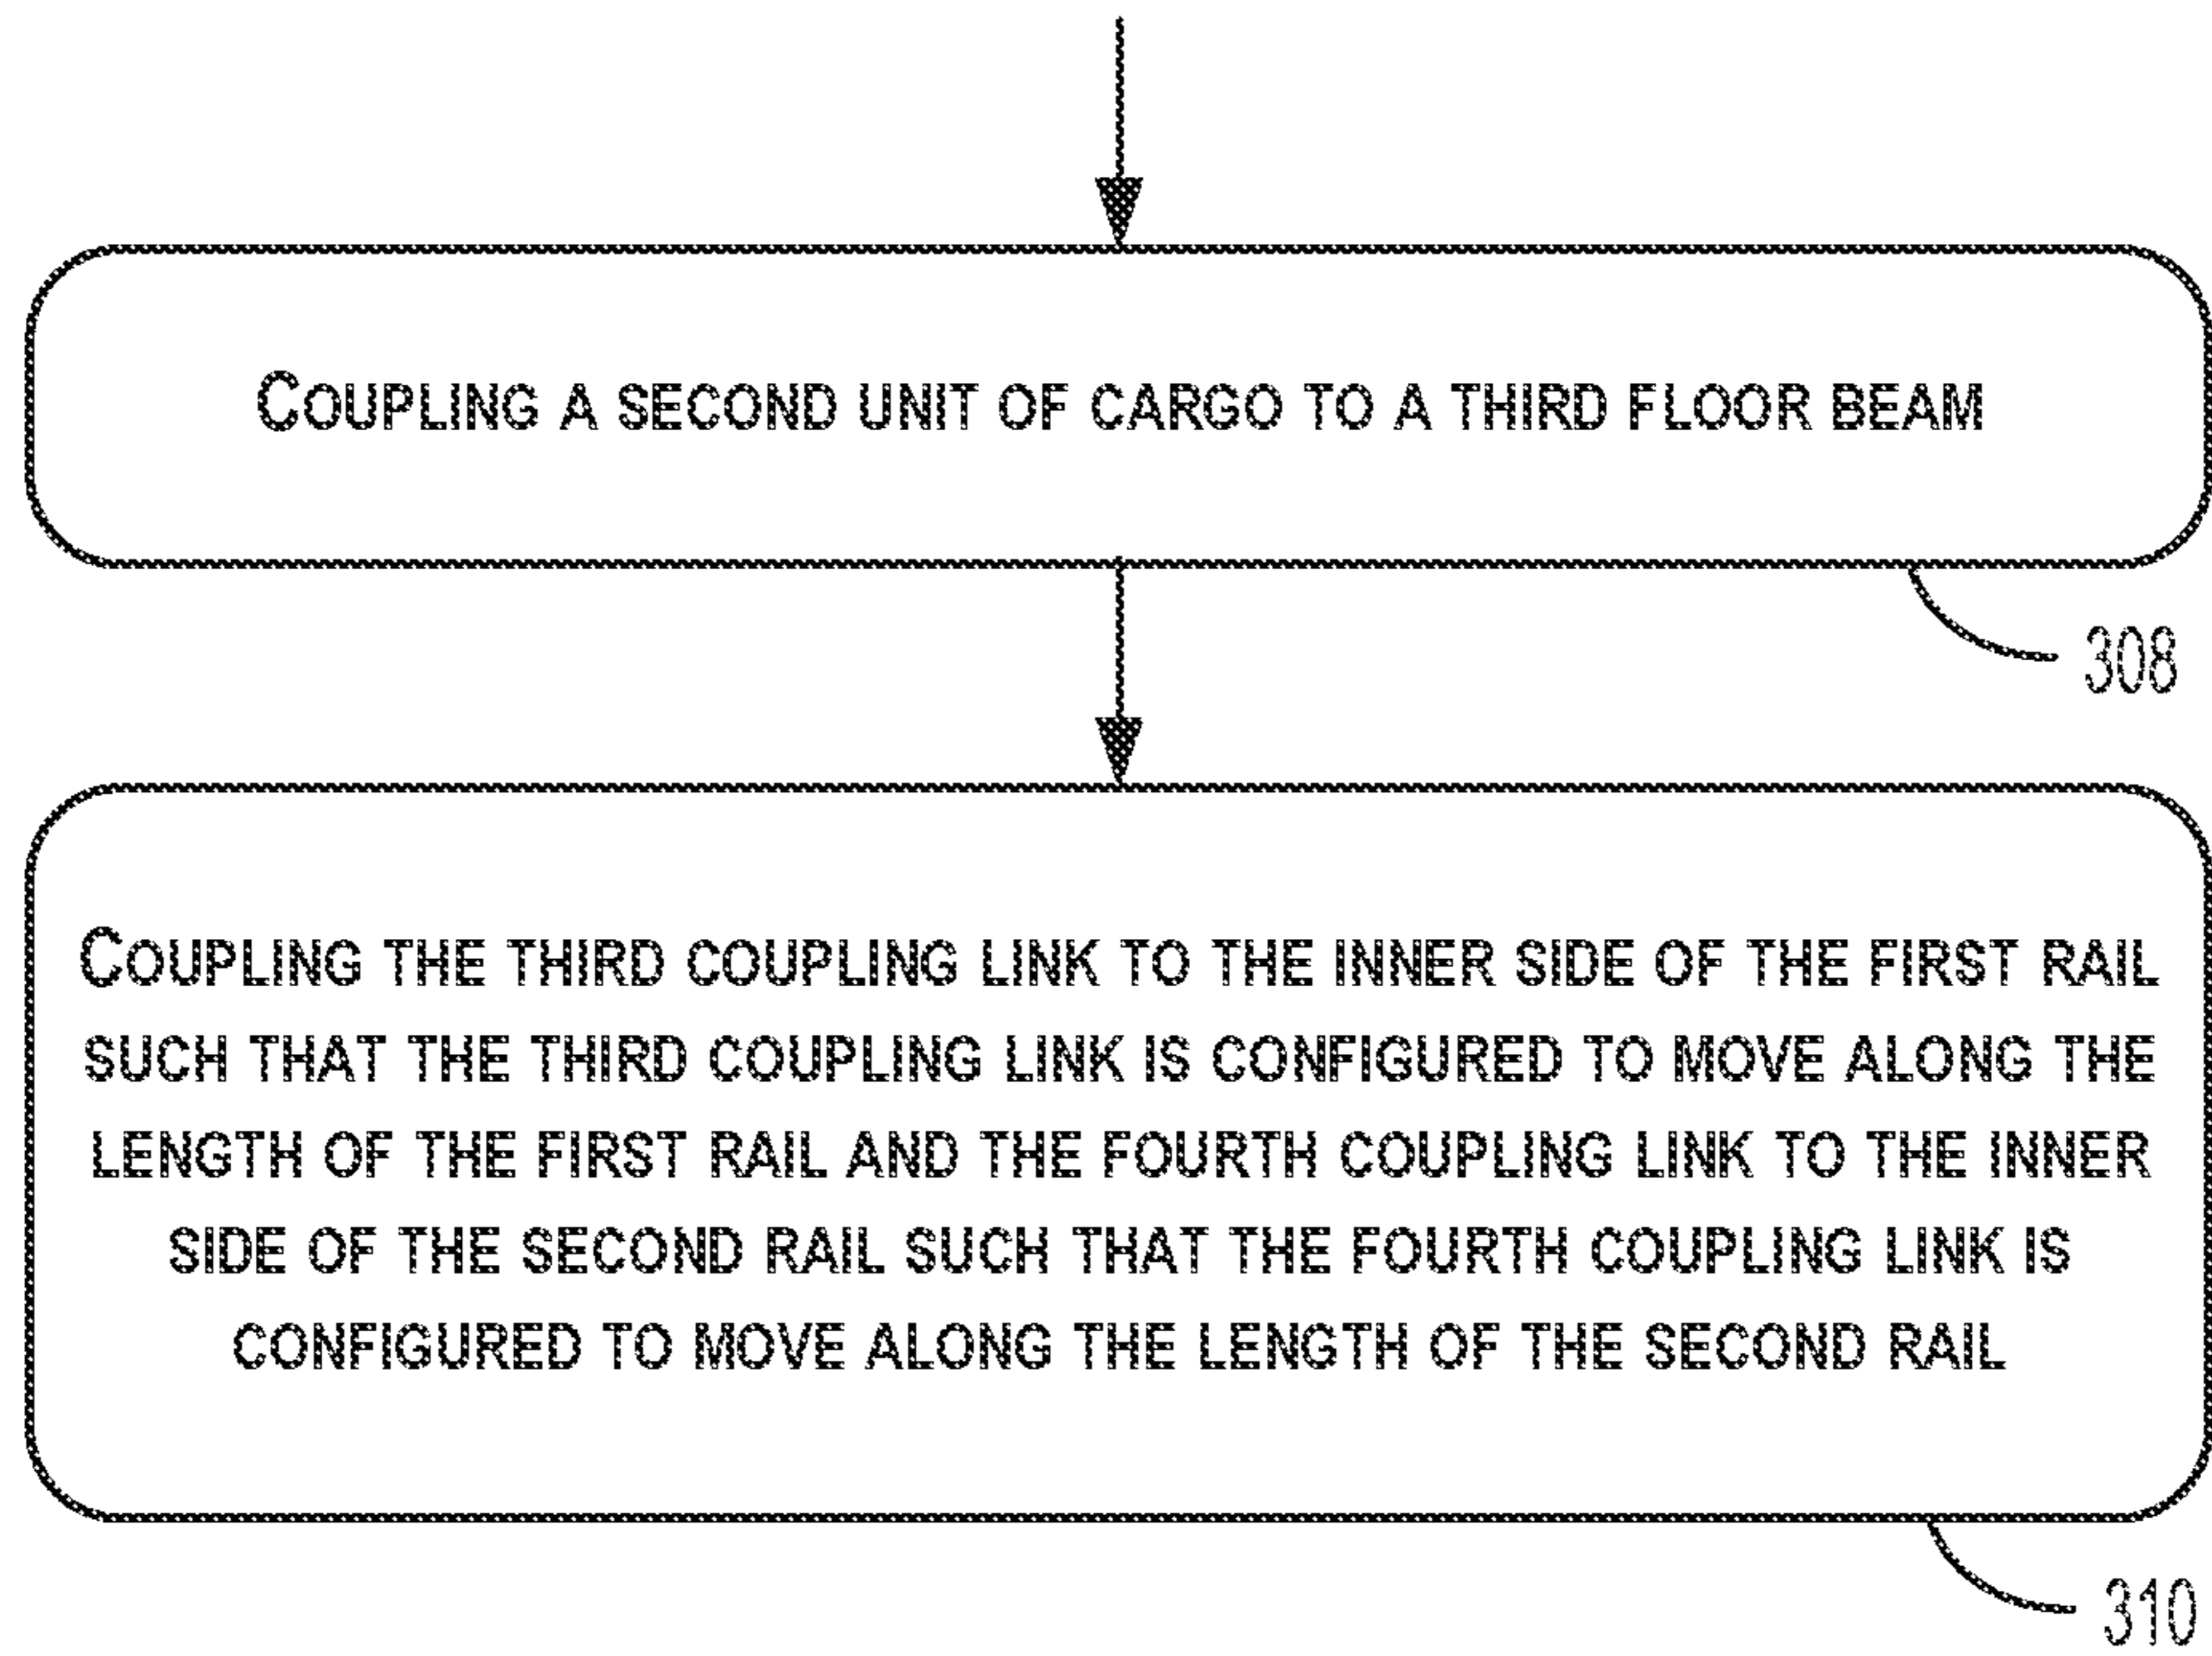 COUPLING A SECOND UNIT OF CARGO TO A THIRD FLOOR BEAM
308
COUPLING THE THIRD COUPLING LINK TO THE INNER SIDE OF THE FIRST RAIL
SUCH THAT THE THIRD COUPLING LINK IS CONFIGURED TO MOVE ALONG THE
LENGTH OF THE FIRST RAIL AND THE FOURTH COUPLING LINK TO THE INNER
SIDE OF THE SECOND RAIL SUCH THAT THE FOURTH COUPLING LINK IS
CONFIGURED TO MOVE ALONG THE LENGTH OF THE SECOND RAIL
310